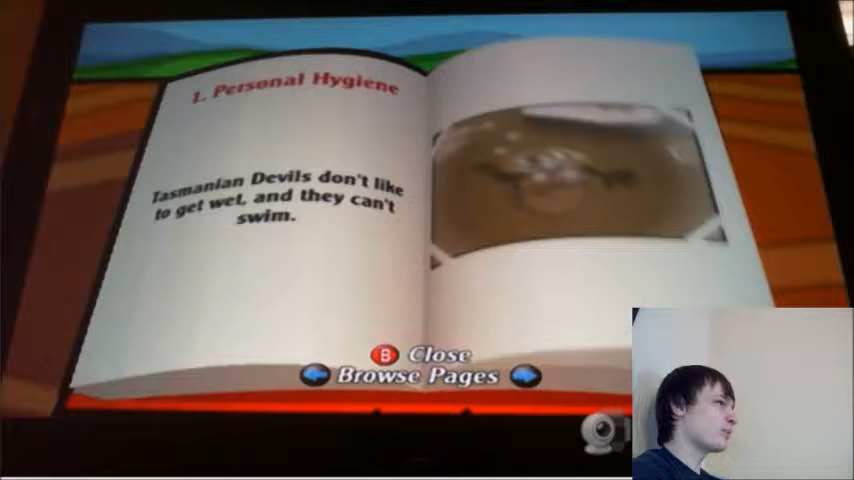 1. Personal Hygiene
Tasmanian Devils don't like
to get wet, and they can't
swim.
B Close
Browse Pages